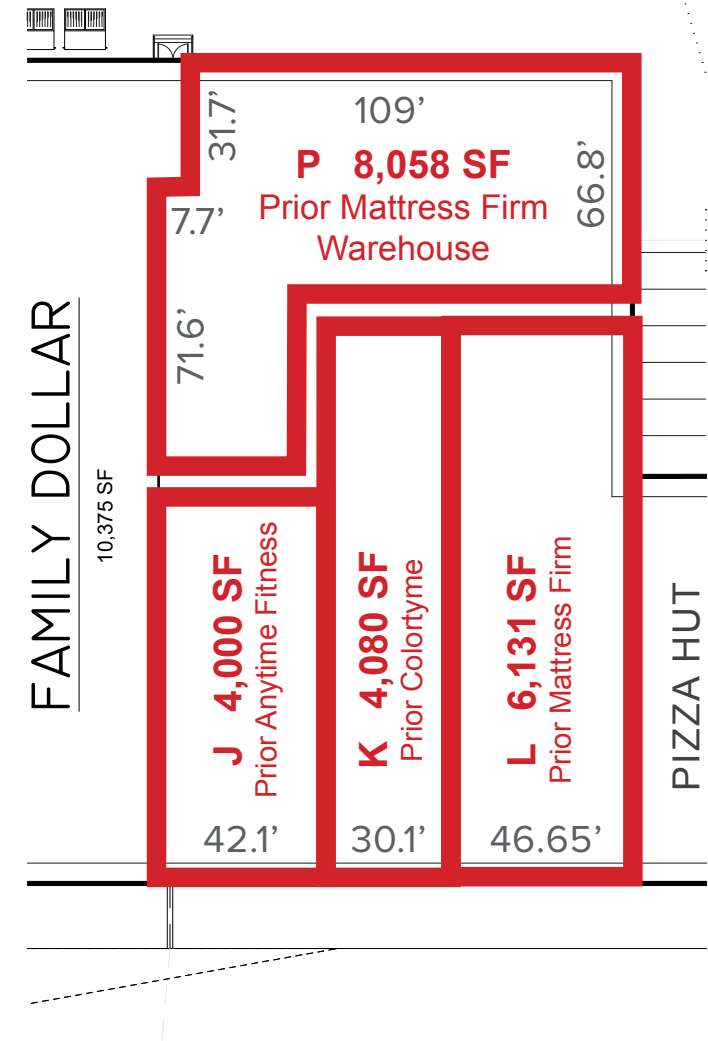 31.7’
109’
P 8,058 SF
Prior Mattress Firm
Warehouse
66.8’
7.7’
71.6’
FAMILY DOLLAR
10,375 SF
J 4,000 SF
Prior Anytime Fitness
K 4,080 SF
Prior Colortyme
L 6,131 SF
Prior Mattress Firm
PIZZA HUT
42.1’
30.1’
46.65’